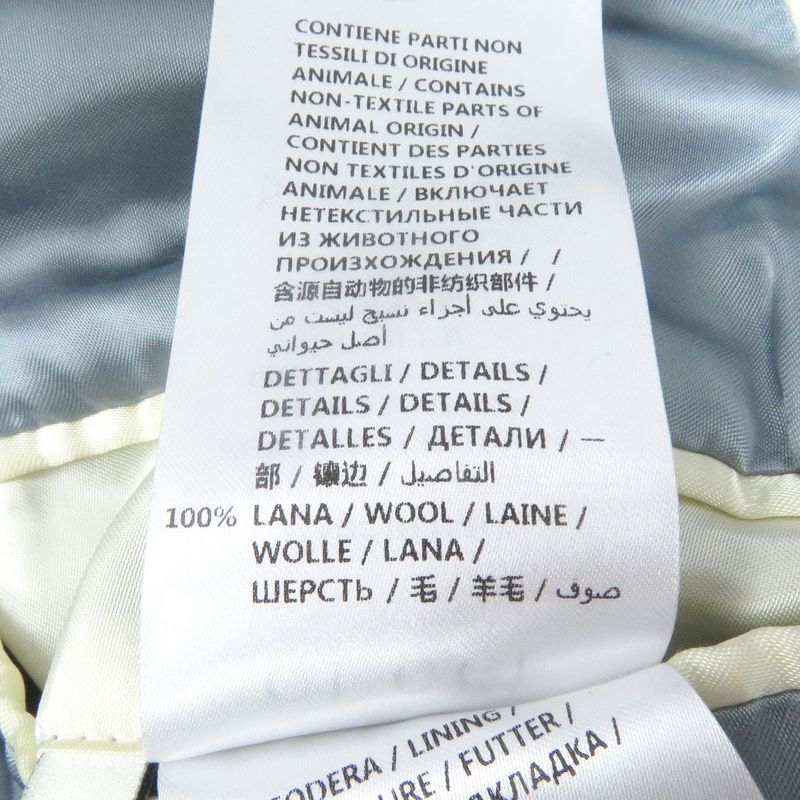 CONTIENE PARTI NON
TESSILI DI ORIGINE
ANIMALE / CONTAINS
NON-TEXTILE PARTS OF
ANIMAL ORIGIN /
CONTIENT DES PARTIES
NON TEXTILES D'ORIGINE
ANIMALE / ВКЛЮЧАЕТ
НЕТЕКСТИЛЬНЫЕ ЧАСТИ
ИЗ ЖИВОТНОГО
ПРОИЗХОЖДЕНИЯ / /
含源自动物的非纺织部件 /
يحتوي على أجزاء نسيج ليست من
أصل حيواني
DETTAGLI / DETAILS /
DETAILS / DETAILS /
DETALLES / ДЕТАЛИ / 一
部 / 镶边 / التفاصيل
100% LANA / WOOL / LAINE /
WOLLE / LANA /
ШЕРСТЬ / 毛 / 羊毛 / صوف
FODERA / LINING /
FUTTER /